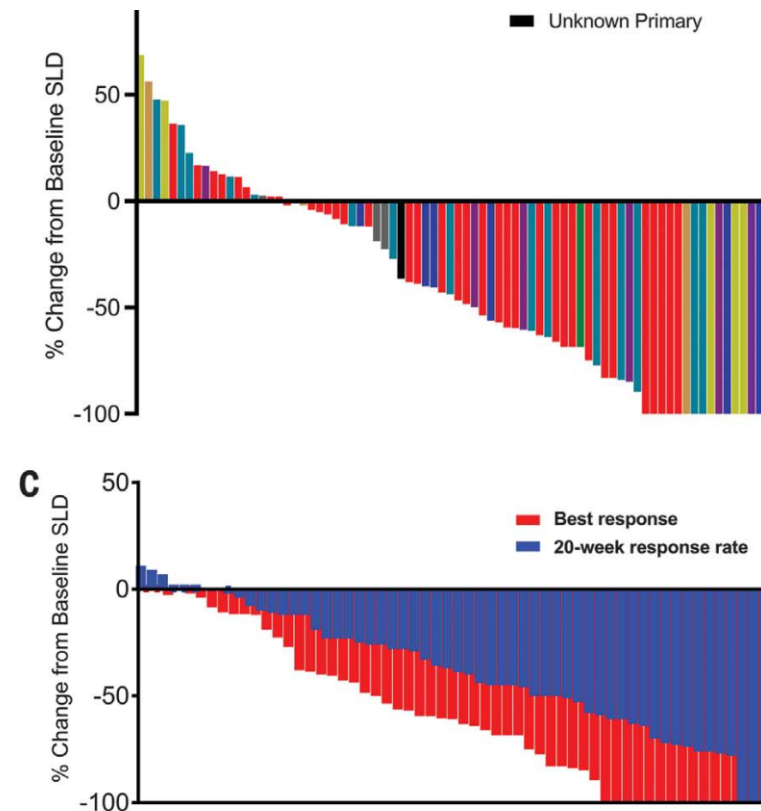 Unknown Primary
% Change from Baseline SLD
50
0
-50
-100
C
% Change from Baseline SLD
50
0
-50
-100
Best response
20-week response rate